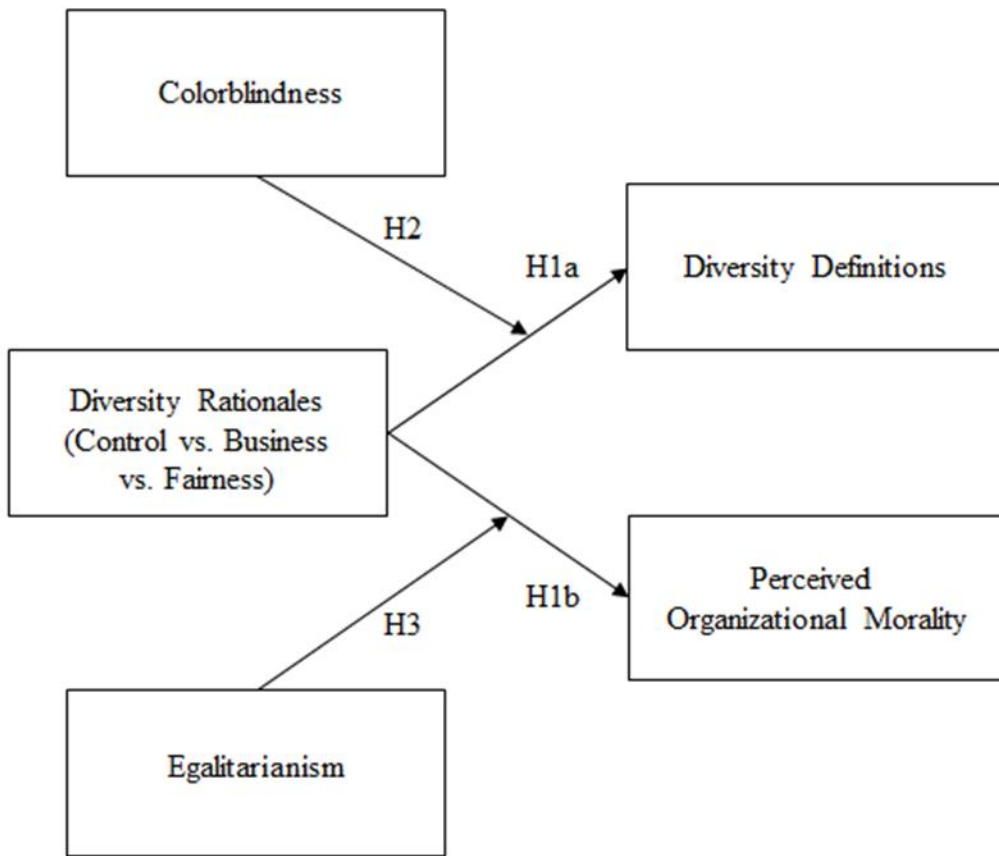 Colorblindness
H2
H1a
Diversity Definitions
Diversity Rationales
(Control vs. Business
vs. Fairness)
H1b
Perceived
Organizational Morality
H3
Egalitarianism